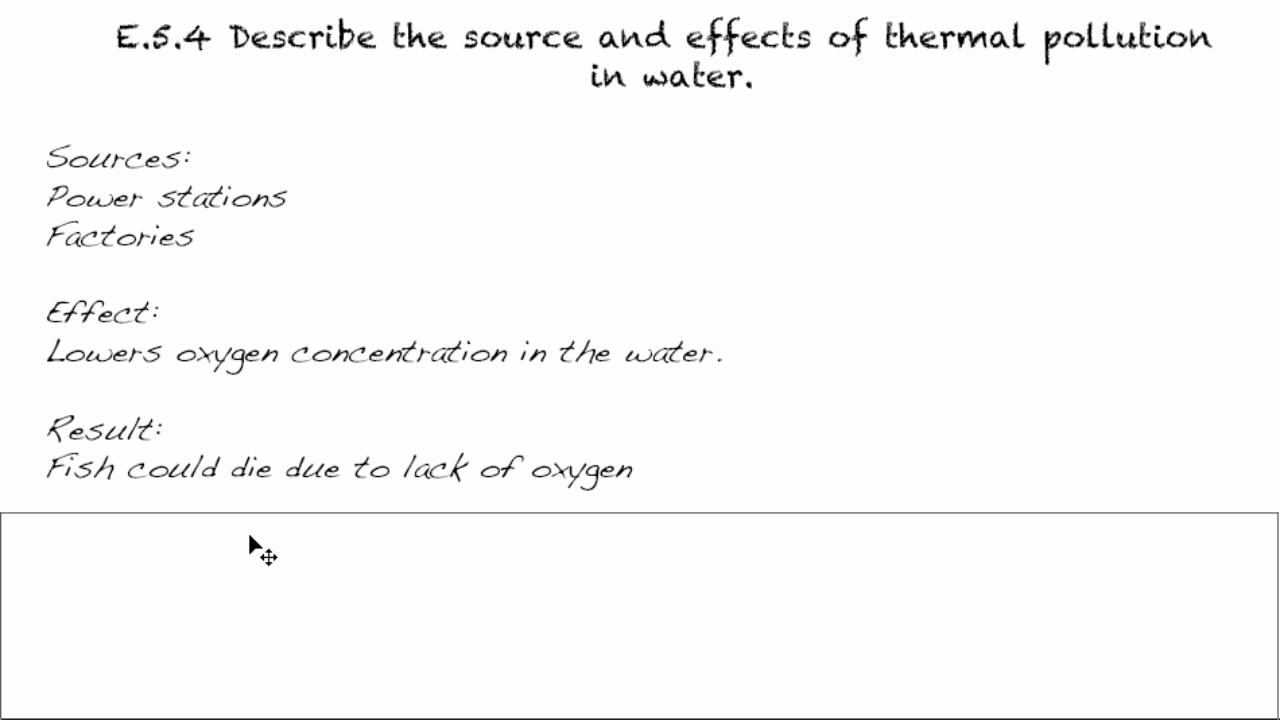 E.5.4 Describe the source and effects of thermal pollution
in water.
Sources:
Power stations
Factories
Effect:
Lowers oxygen concentration in the water.
Result:
Fish could die due to lack of oxygen